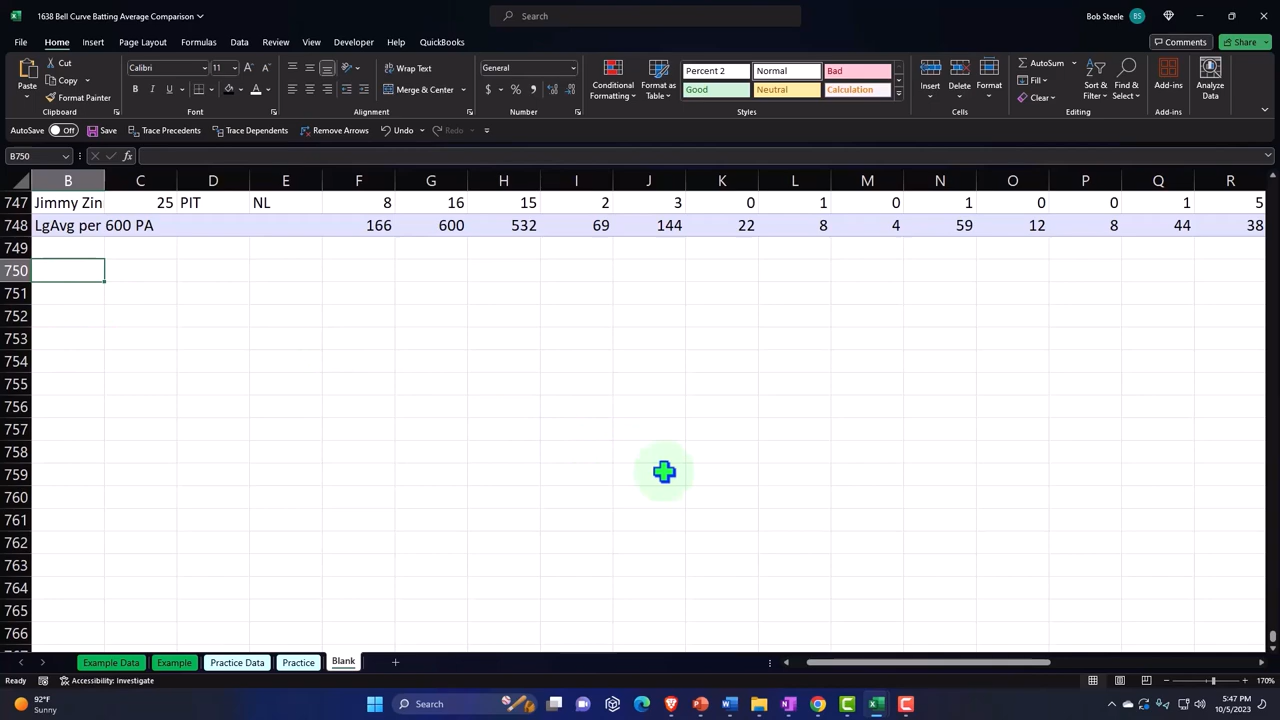 1638 Bell Curve Batting Average Comparison
Search
Bob Steele BS
File Home Insert Page Layout Formulas Data Review View Developer Help QuickBooks
Comments Share
Paste
Cut
Copy
Format Painter
Clipboard
Calibri 11
Font
Wrap Text
Merge & Center
Alignment
General
Number
Conditional Formatting
Format as Table
Percent 2 Normal Bad
Good Neutral Calculation
Styles
Insert Delete Format
Cells
AutoSum
Fill
Clear
Sort & Filter
Find & Select
Editing
Add-ins
Add-ins
Analyze Data
AutoSave Off Save Trace Precedents Trace Dependents Remove Arrows Undo Redo
B750 fx
B C D E F G H I J K L M N O P Q R
747 Jimmy Zin 25 PIT NL 8 16 15 2 3 0 1 0 1 0 0 1 5
748 LgAvg per 600 PA 166 600 532 69 144 22 8 4 59 12 8 44 38
749
750
751
752
753
754
755
756
757
758
759
760
761
762
763
764
765
766
Example Data Example Practice Data Practice Blank
Ready Accessibility: Investigate 170%
92°F
Sunny
Search
5:47 PM
10/5/2023